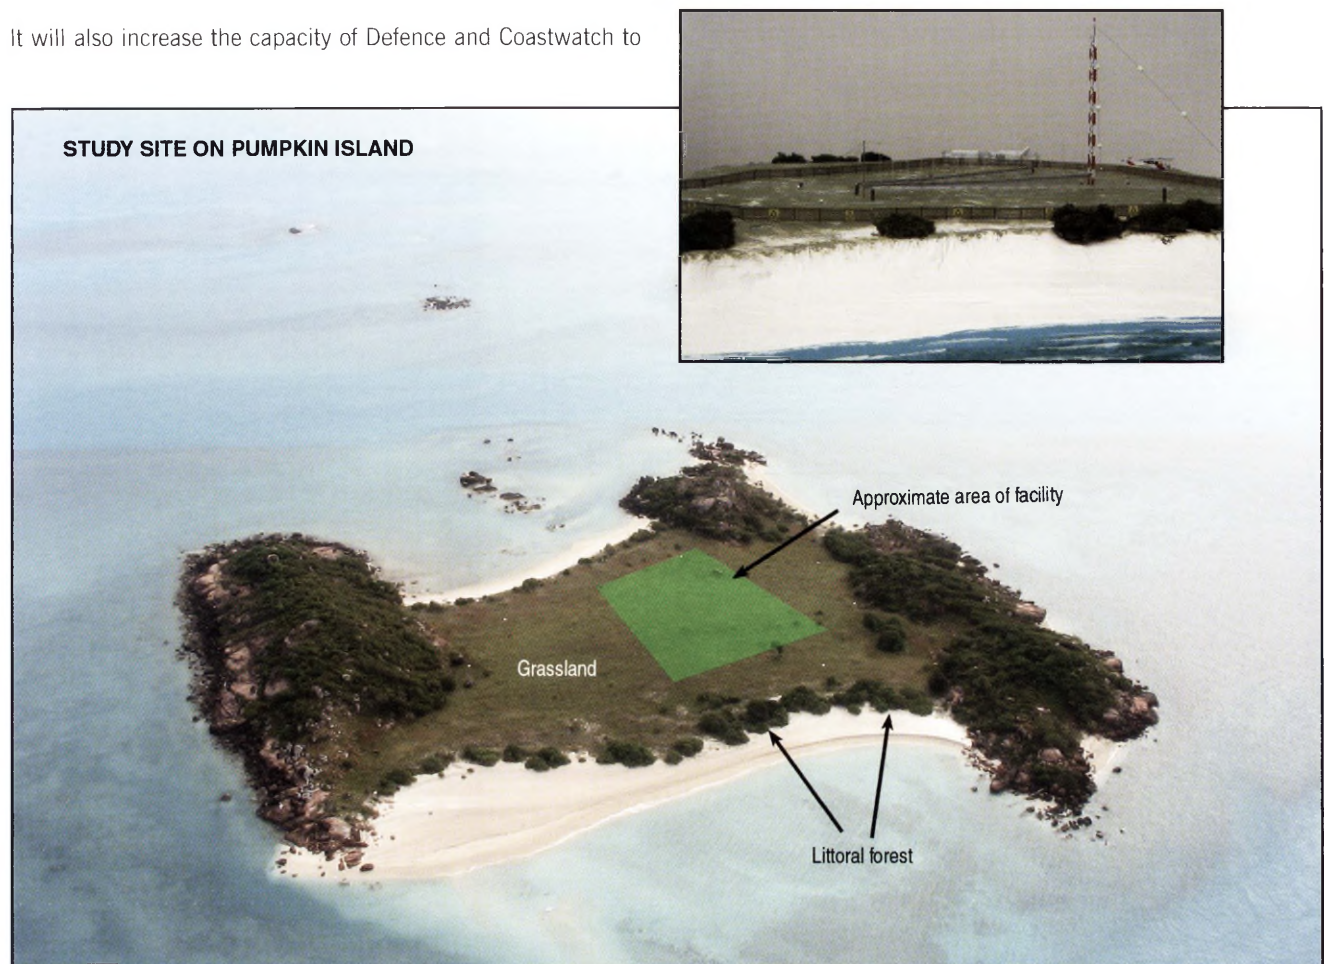 It will also increase the capacity of Defence and Coastwatch to
STUDY SITE ON PUMPKIN ISLAND
Approximate area of facility
Grassland
Littoral forest